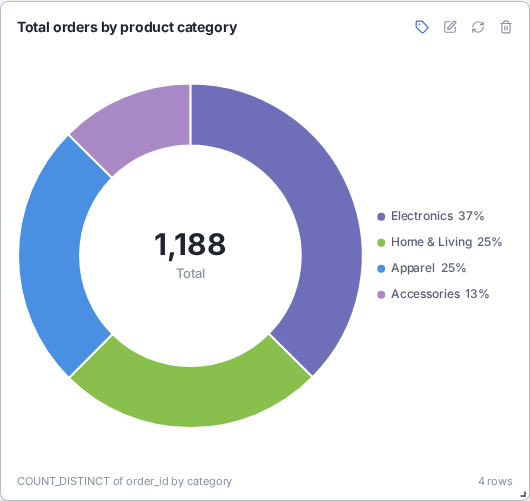 Total orders by product category
1,188
Total
Electronics 37%
Home & Living 25%
Apparel 25%
Accessories 13%
COUNT_DISTINCT of order_id by category
4 rows